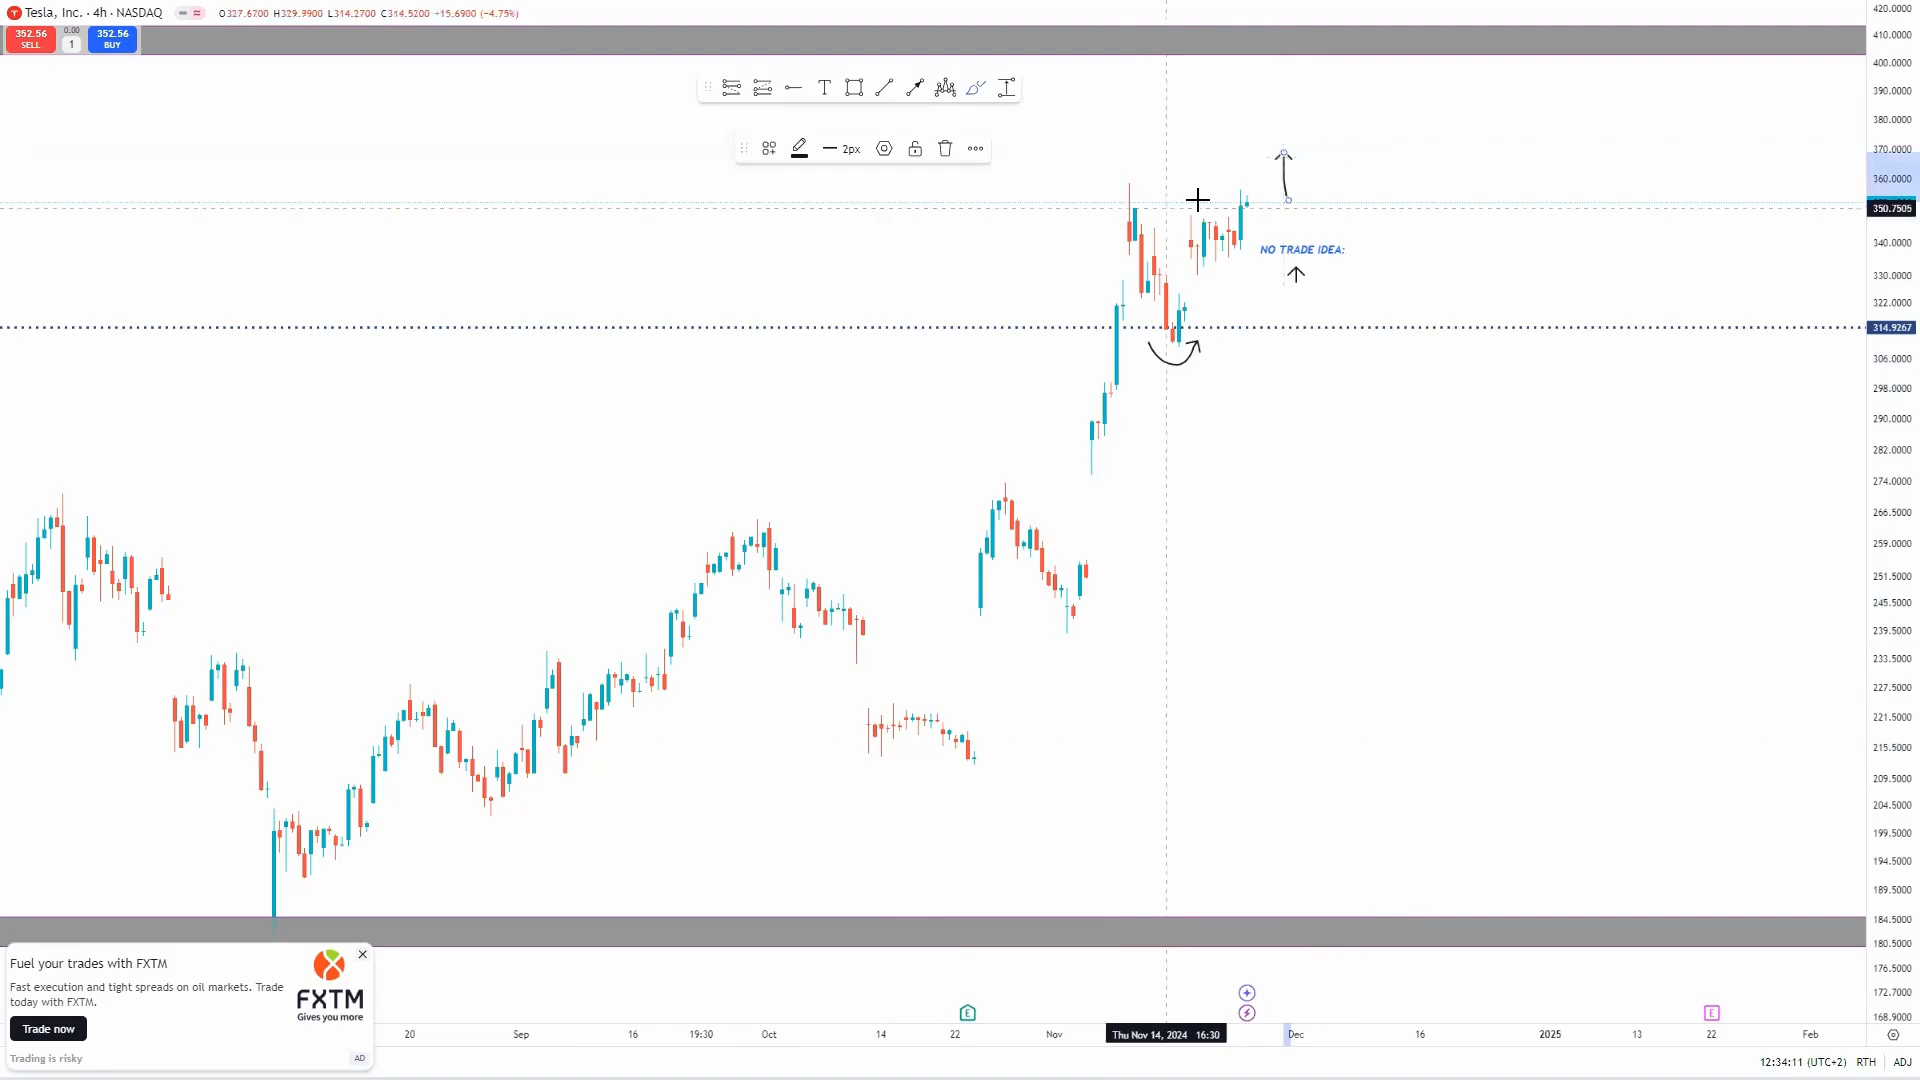 Tesla, Inc. · 4h · NASDAQ
O327.6700 H329.9900 L314.2700 C314.5200 −15.6900 (−4.75%)
352.56
SELL
0.00
1
352.56
BUY
2px
NO TRADE IDEA:
420.0000
410.0000
400.0000
390.0000
380.0000
370.0000
360.0000
350.7505
340.0000
330.0000
322.0000
314.9267
306.0000
298.0000
290.0000
282.0000
274.0000
266.5000
259.0000
251.5000
245.5000
239.5000
233.5000
227.5000
221.5000
215.5000
209.5000
204.5000
199.5000
194.5000
189.5000
184.5000
180.5000
176.5000
172.7000
168.9000
Fuel your trades with FXTM
Fast execution and tight spreads on oil markets. Trade
today with FXTM.
Trade now
Trading is risky
AD
FXTM
Gives you more
E
E
20
Sep
16
19:30
Oct
14
22
Nov
Thu Nov 14, 2024 16:30
Dec
16
2025
13
22
Feb
12:34:11 (UTC+2)
RTH
ADJ